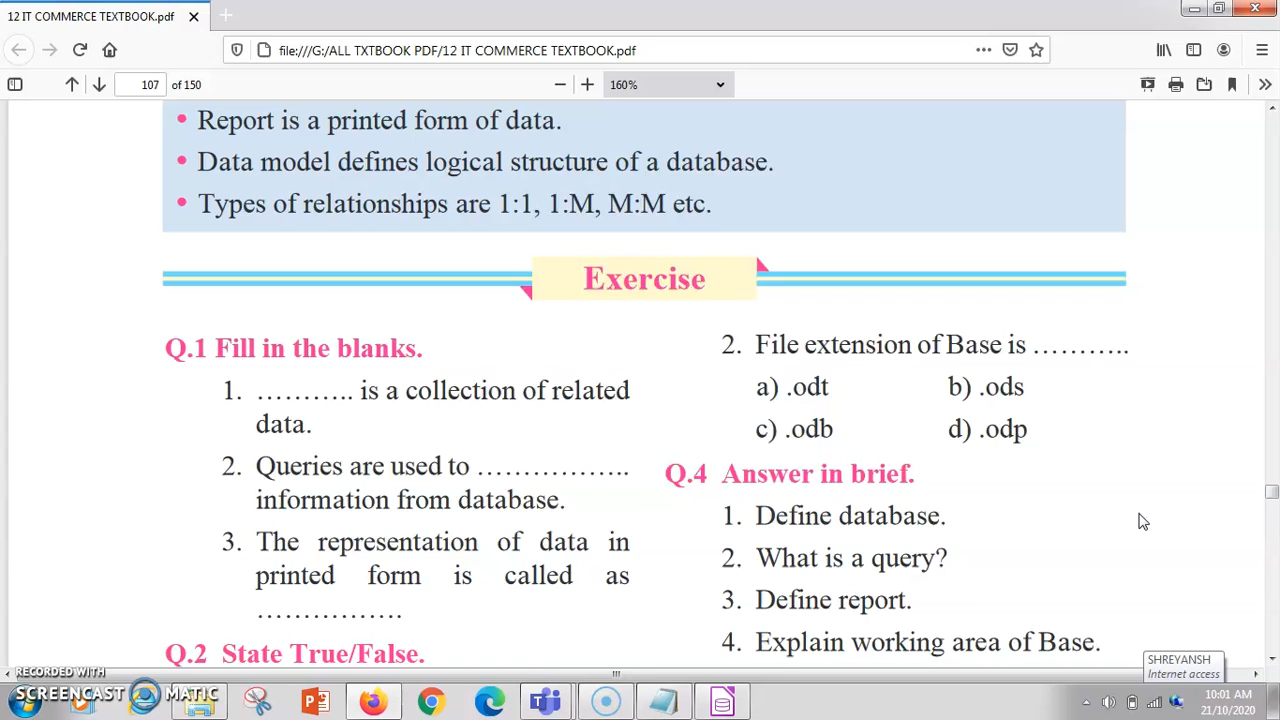 12 IT COMMERCE TEXTBOOK.pdf
file:///G:/ALL TXTBOOK PDF/12 IT COMMERCE TEXTBOOK.pdf
107 of 150
160%
• Report is a printed form of data.
• Data model defines logical structure of a database.
• Types of relationships are 1:1, 1:M, M:M etc.
Exercise
Q.1 Fill in the blanks.
1. ……….. is a collection of related
data.
2. Queries are used to ……………..
information from database.
3. The representation of data in
printed form is called as
…………….
Q.2 State True/False.
2. File extension of Base is ………..
a) .odt b) .ods
c) .odb d) .odp
Q.4 Answer in brief.
1. Define database.
2. What is a query?
3. Define report.
4. Explain working area of Base.
SHREYANSH
Internet access
RECORDED WITH
SCREENCAST MATIC
10:01 AM
21/10/2020